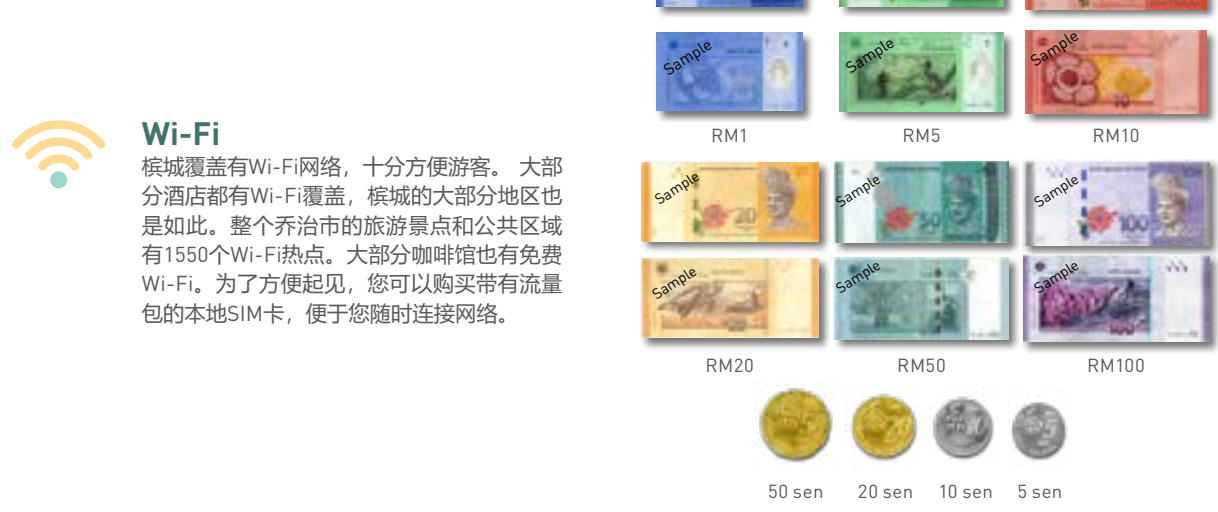 Wi-Fi
槟城覆盖有Wi-Fi网络，十分方便游客。 大部
分酒店都有Wi-Fi覆盖，槟城的大部分地区也
是如此。整个乔治市的旅游景点和公共区域
有1550个Wi-Fi热点。大部分咖啡馆也有免费
Wi-Fi。为了方便起见，您可以购买带有流量
包的本地SIM卡，便于您随时连接网络。
Sample Sample Sample
10
RM1 RM5 RM10
Sample Sample Sample
20 50 100
Sample Sample Sample
100
RM20 RM50 RM100
50 sen 20 sen 10 sen 5 sen